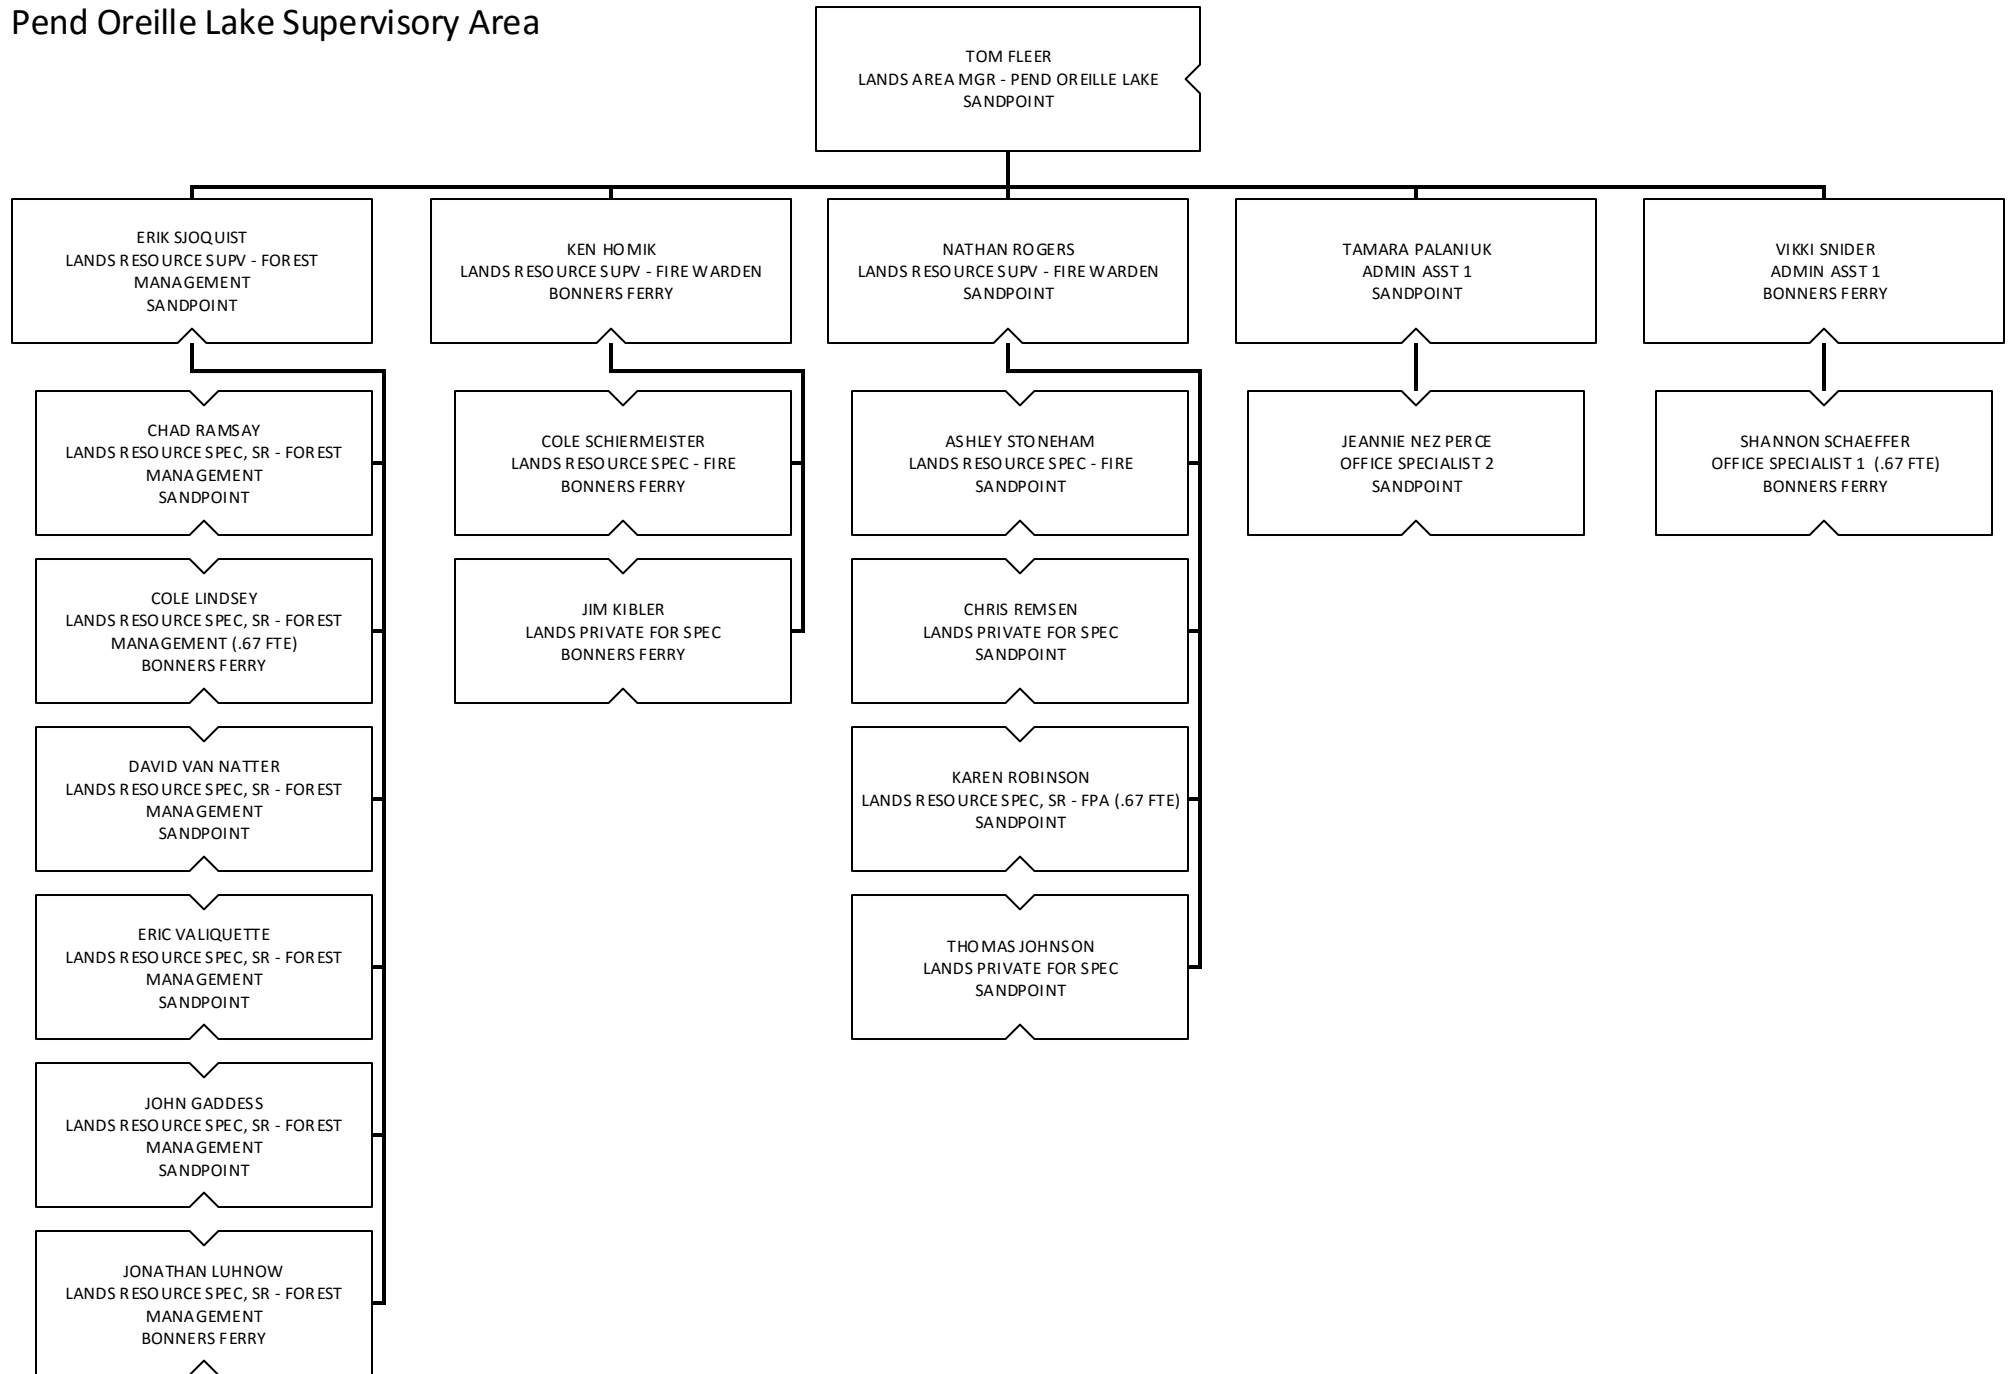 Pend Oreille Lake Supervisory Area
TOM FLEER
LANDS AREA MGR - PEND OREILLE LAKE
SANDPOINT
ERIK SJOQUIST
LANDS RESOURCE SUPV - FOREST
MANAGEMENT
SANDPOINT
KEN HOMIK
LANDS RESOURCE SUPV - FIRE WARDEN
BONNERS FERRY
NATHAN ROGERS
LANDS RESOURCE SUPV - FIRE WARDEN
SANDPOINT
TAMARA PALANIUK
ADMIN ASST 1
SANDPOINT
VIKKI SNIDER
ADMIN ASST 1
BONNERS FERRY
CHAD RAMSAY
LANDS RESOURCE SPEC, SR - FOREST
MANAGEMENT
SANDPOINT
COLE SCHIERMEISTER
LANDS RESOURCE SPEC - FIRE
BONNERS FERRY
ASHLEY STONEHAM
LANDS RESOURCE SPEC - FIRE
SANDPOINT
JEANNIE NEZ PERCE
OFFICE SPECIALIST 2
SANDPOINT
SHANNON SCHAEFFER
OFFICE SPECIALIST 1 (.67 FTE)
BONNERS FERRY
COLE LINDSEY
LANDS RESOURCE SPEC, SR - FOREST
MANAGEMENT (.67 FTE)
BONNERS FERRY
JIM KIBLER
LANDS PRIVATE FOR SPEC
BONNERS FERRY
CHRIS REMSEN
LANDS PRIVATE FOR SPEC
SANDPOINT
DAVID VAN NATTER
LANDS RESOURCE SPEC, SR - FOREST
MANAGEMENT
SANDPOINT
KAREN ROBINSON
LANDS RESOURCE SPEC, SR - FPA (.67 FTE)
SANDPOINT
ERIC VALIQUETTE
LANDS RESOURCE SPEC, SR - FOREST
MANAGEMENT
SANDPOINT
THOMAS JOHNSON
LANDS PRIVATE FOR SPEC
SANDPOINT
JOHN GADDESS
LANDS RESOURCE SPEC, SR - FOREST
MANAGEMENT
SANDPOINT
JONATHAN LUHNOW
LANDS RESOURCE SPEC, SR - FOREST
MANAGEMENT
BONNERS FERRY